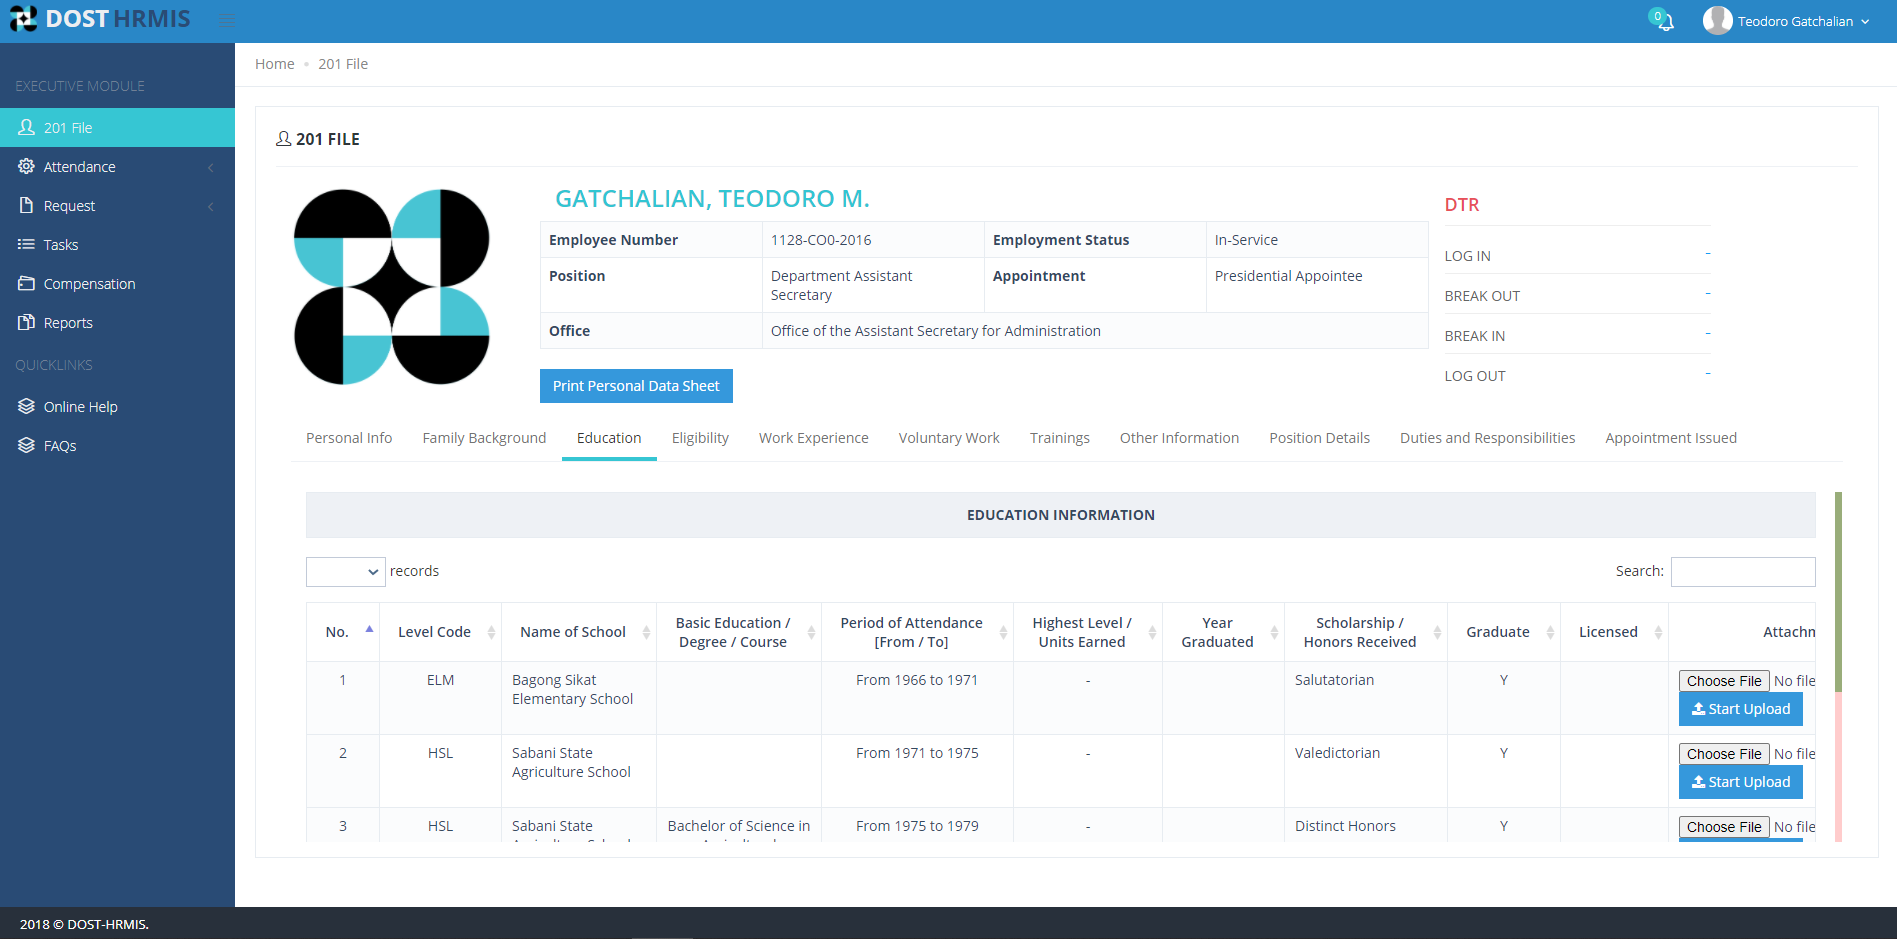 DOST HRMIS
0
Teodoro Gatchalian
EXECUTIVE MODULE
201 File
Attendance
Request
Tasks
Compensation
Reports
QUICKLINKS
Online Help
FAQs
Home
201 File
201 FILE
GATCHALIAN, TEODORO M.
Employee Number 1128-CO0-2016 Employment Status In-Service
Position Department Assistant Secretary Appointment Presidential Appointee
Office Office of the Assistant Secretary for Administration
Print Personal Data Sheet
DTR
LOG IN -
BREAK OUT -
BREAK IN -
LOG OUT -
Personal Info Family Background Education Eligibility Work Experience Voluntary Work Trainings Other Information Position Details Duties and Responsibilities Appointment Issued
EDUCATION INFORMATION
records
Search:
No. Level Code Name of School Basic Education / Degree / Course Period of Attendance [From / To] Highest Level / Units Earned Year Graduated Scholarship / Honors Received Graduate Licensed Attachn
1 ELM Bagong Sikat Elementary School From 1966 to 1971 - Salutatorian Y Choose File No file
Start Upload
2 HSL Sabani State Agriculture School From 1971 to 1975 - Valedictorian Y Choose File No file
Start Upload
3 HSL Sabani State Bachelor of Science in From 1975 to 1979 - Distinct Honors Y Choose File No file
2018 © DOST-HRMIS.